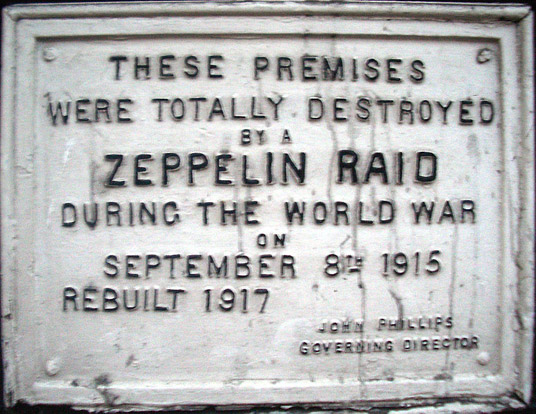 THESE PREMISES
WERE TOTALLY DESTROYED
BY A
ZEPPELIN RAID
DURING THE WORLD WAR
ON
SEPTEMBER 8TH 1915
REBUILT 1917
JOHN PHILLIPS
GOVERNING DIRECTOR